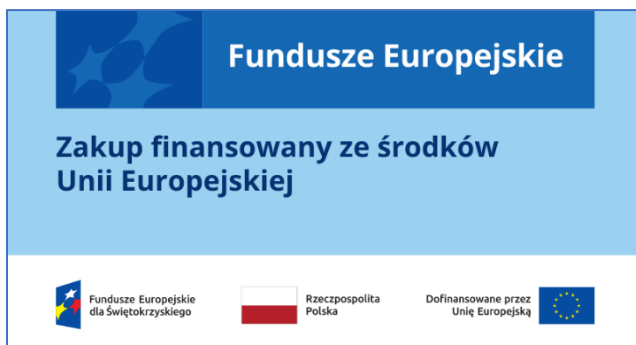 Fundusze Europejskie
Zakup finansowany ze środków
Unii Europejskiej
Fundusze Europejskie
dla Świętokrzyskiego
Rzeczpospolita
Polska
Dofinansowane przez
Unię Europejską